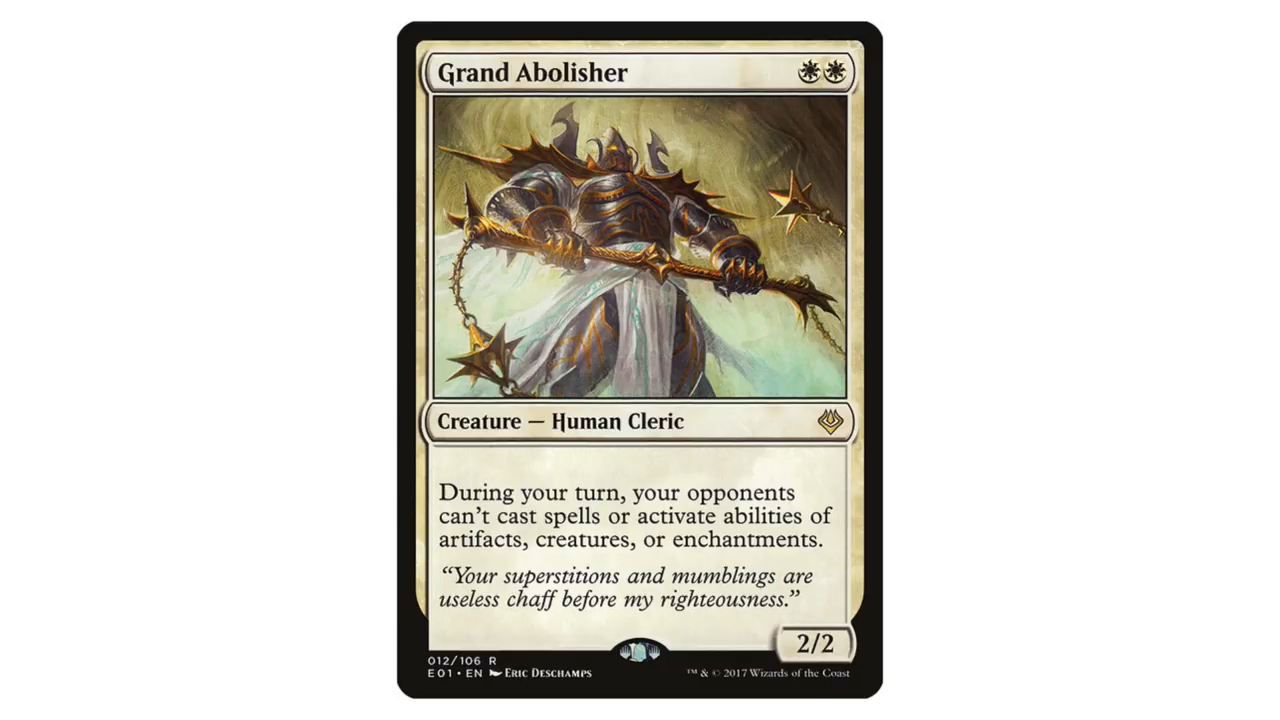 Grand Abolisher
Creature — Human Cleric
During your turn, your opponents
can't cast spells or activate abilities of
artifacts, creatures, or enchantments.
“Your superstitions and mumblings are
useless chaff before my righteousness.”
2/2
012/106 R
E01 • EN Eric Deschamps
™ & © 2017 Wizards of the Coast